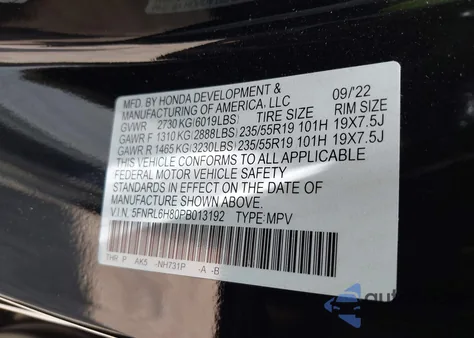 MFD. BY HONDA DEVELOPMENT & 09/'22
MANUFACTURING OF AMERICA, LLC
GVWR 2730 KG(6019LBS) TIRE SIZE RIM SIZE
GAWR F 1310 KG(2888LBS) 235/55R19 101H 19X7.5J
GAWR R 1465 KG(3230LBS) 235/55R19 101H 19X7.5J
THIS VEHICLE CONFORMS TO ALL APPLICABLE
FEDERAL MOTOR VEHICLE SAFETY
STANDARDS IN EFFECT ON THE DATE OF
MANUFACTURE SHOWN ABOVE.
V.I.N. 5FNRL6H80PB013192 TYPE: MPV
THR P AK5 -NH731P -A -B